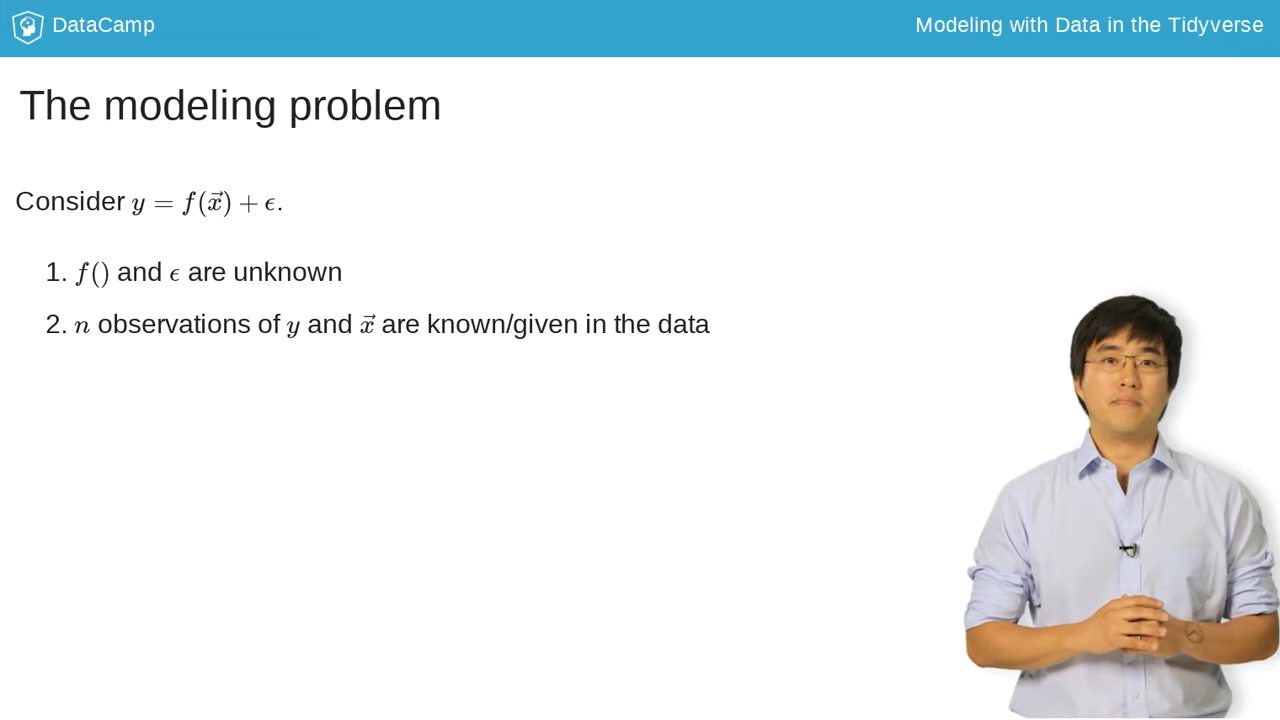 DataCamp
Modeling with Data in the Tidyverse
The modeling problem
Consider y = f(x⃗) + ϵ.
1. f() and ϵ are unknown
2. n observations of y and x⃗ are known/given in the data